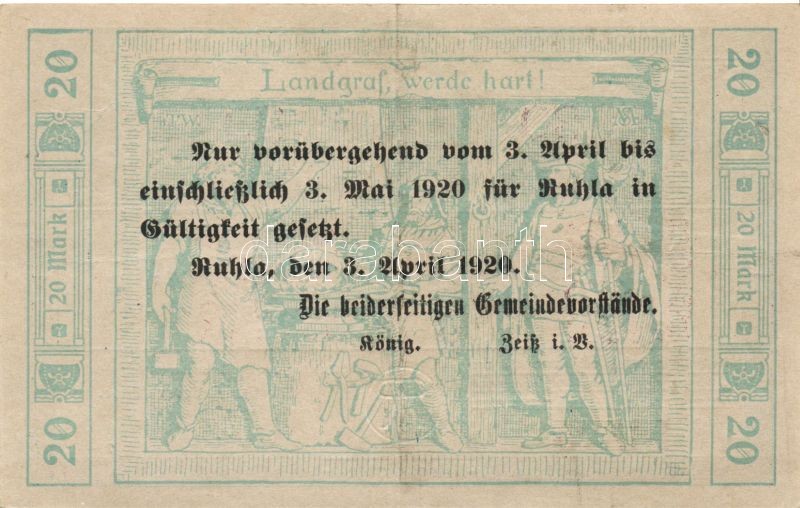 20
20
Landgraf, werde hart!
Nur vorübergehend vom 3. April bis
einschließlich 3. Mai 1920 für Ruhla in
Gültigkeit gesetzt.
Ruhla, den 3. April 1920.
Die beiderseitigen Gemeindevorstände.
König. Zeiß i. V.
20 Mark
20 Mark
20
20
darabanth